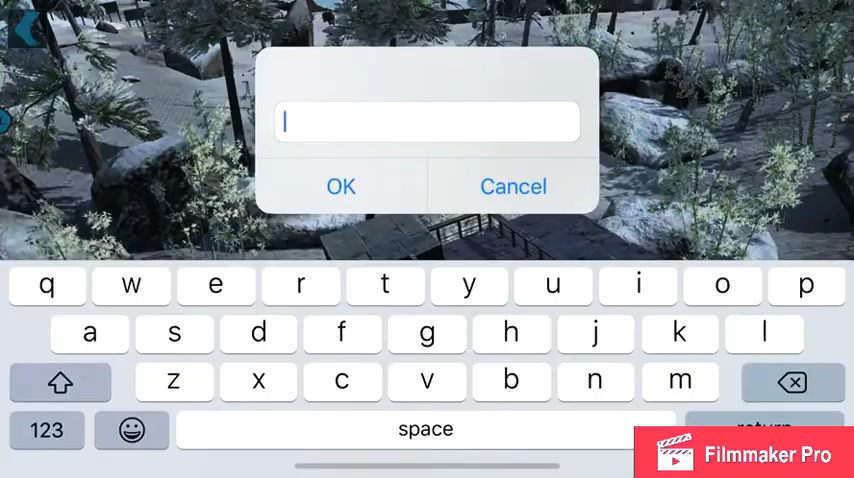 OK Cancel
q w e r t y u i o p
a s d f g h j k l
z x c v b n m
123 space
Filmmaker Pro